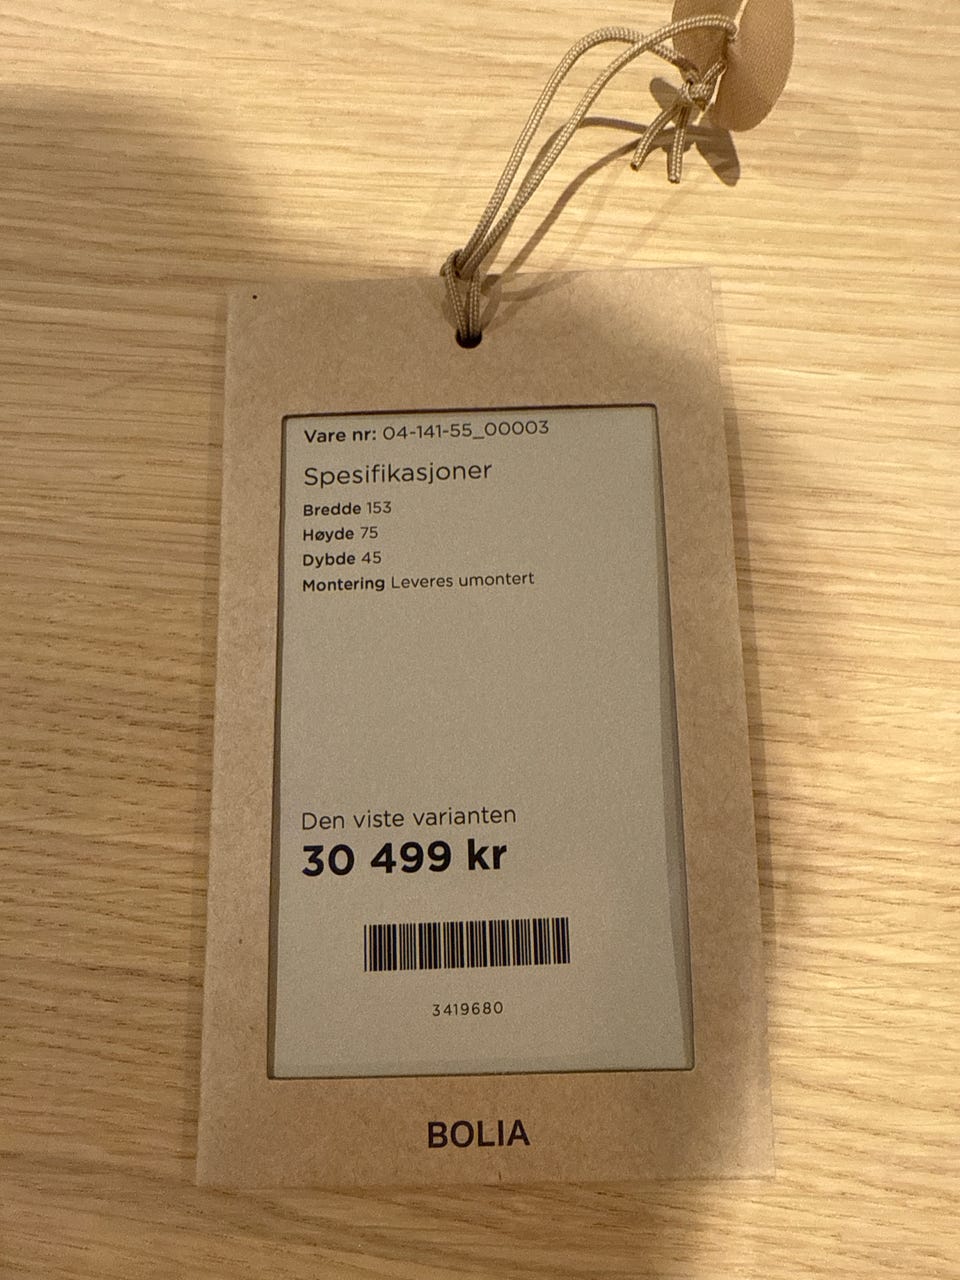 Vare nr: 04-141-55_00003
Spesifikasjoner
Bredde 153
Høyde 75
Dybde 45
Montering Leveres umontert
Den viste varianten
30 499 kr
3419680
BOLIA